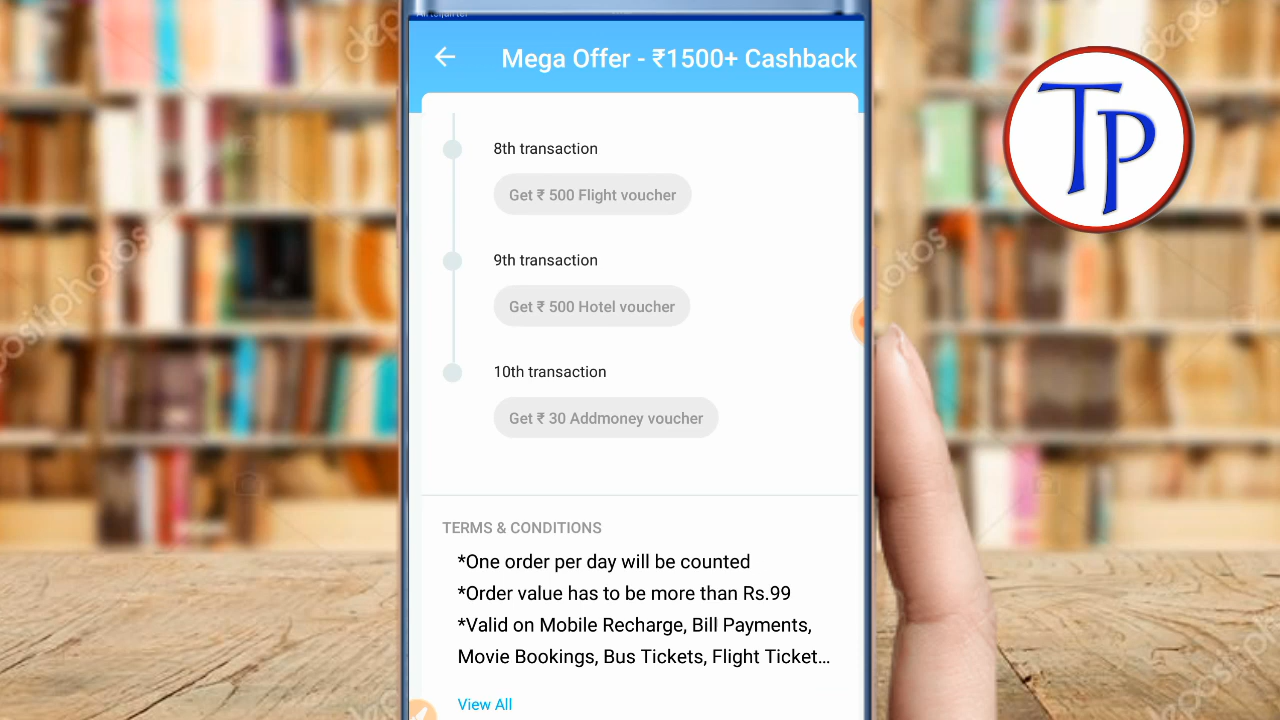 Mega Offer - ₹1500+ Cashback
8th transaction
Get ₹ 500 Flight voucher
9th transaction
Get ₹ 500 Hotel voucher
10th transaction
Get ₹ 30 Addmoney voucher
TERMS & CONDITIONS
*One order per day will be counted
*Order value has to be more than Rs.99
*Valid on Mobile Recharge, Bill Payments,
Movie Bookings, Bus Tickets, Flight Ticket...
View All
TP
depos
depositphotos